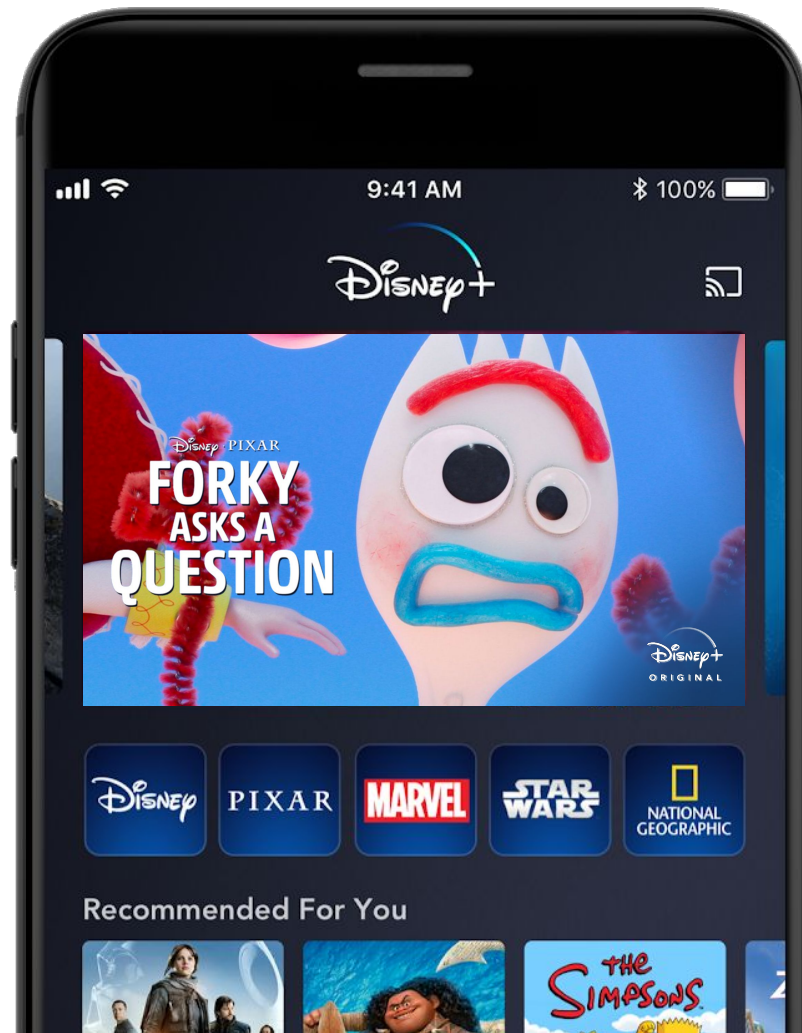 9:41 AM
100%
Disney+
Disney PIXAR
FORKY
ASKS A
QUESTION
Disney+
ORIGINAL
Disney
PIXAR
MARVEL
STAR
WARS
NATIONAL
GEOGRAPHIC
Recommended For You
THE
SIMPSONS